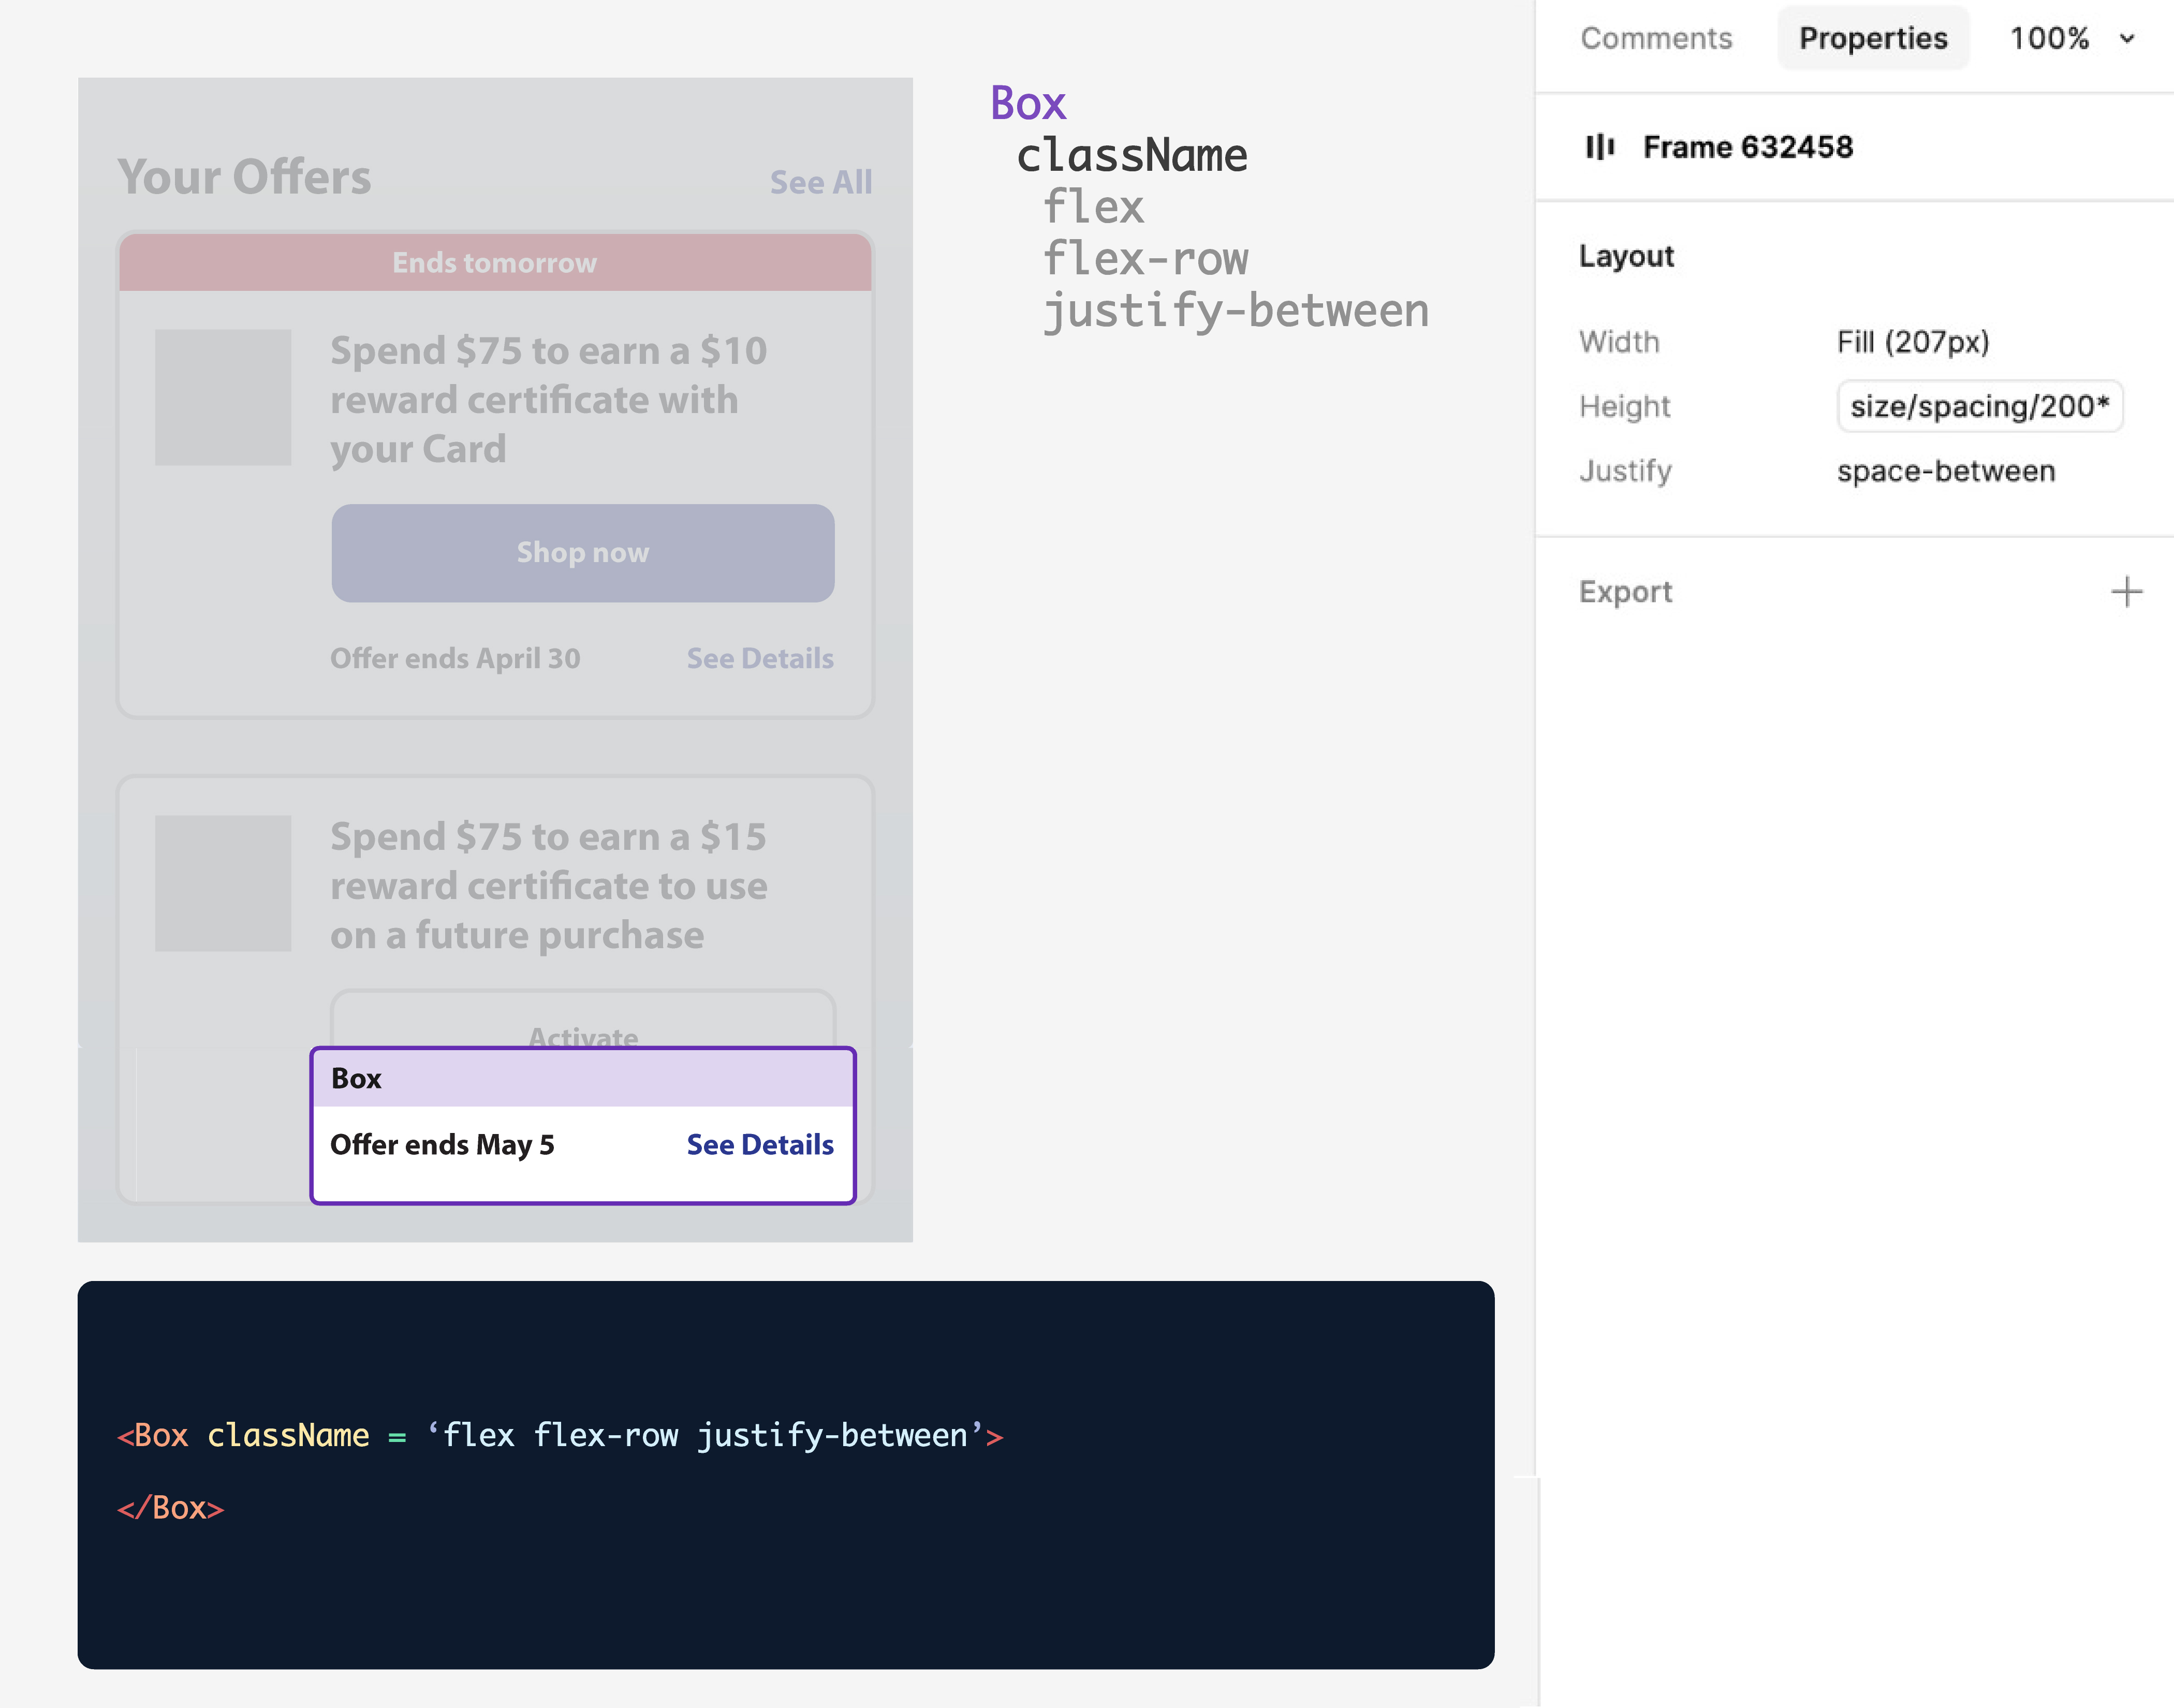 Your Offers
See All
Ends tomorrow
Spend $75 to earn a $10
reward certificate with
your Card
Shop now
Offer ends April 30
See Details
Spend $75 to earn a $15
reward certificate to use
on a future purchase
Activate
Box
Offer ends May 5
See Details
Box
className
flex
flex-row
justify-between
<Box className = ‘flex flex-row justify-between’>
</Box>
Comments
Properties
100%
Frame 632458
Layout
Width
Fill (207px)
Height
size/spacing/200*
Justify
space-between
Export